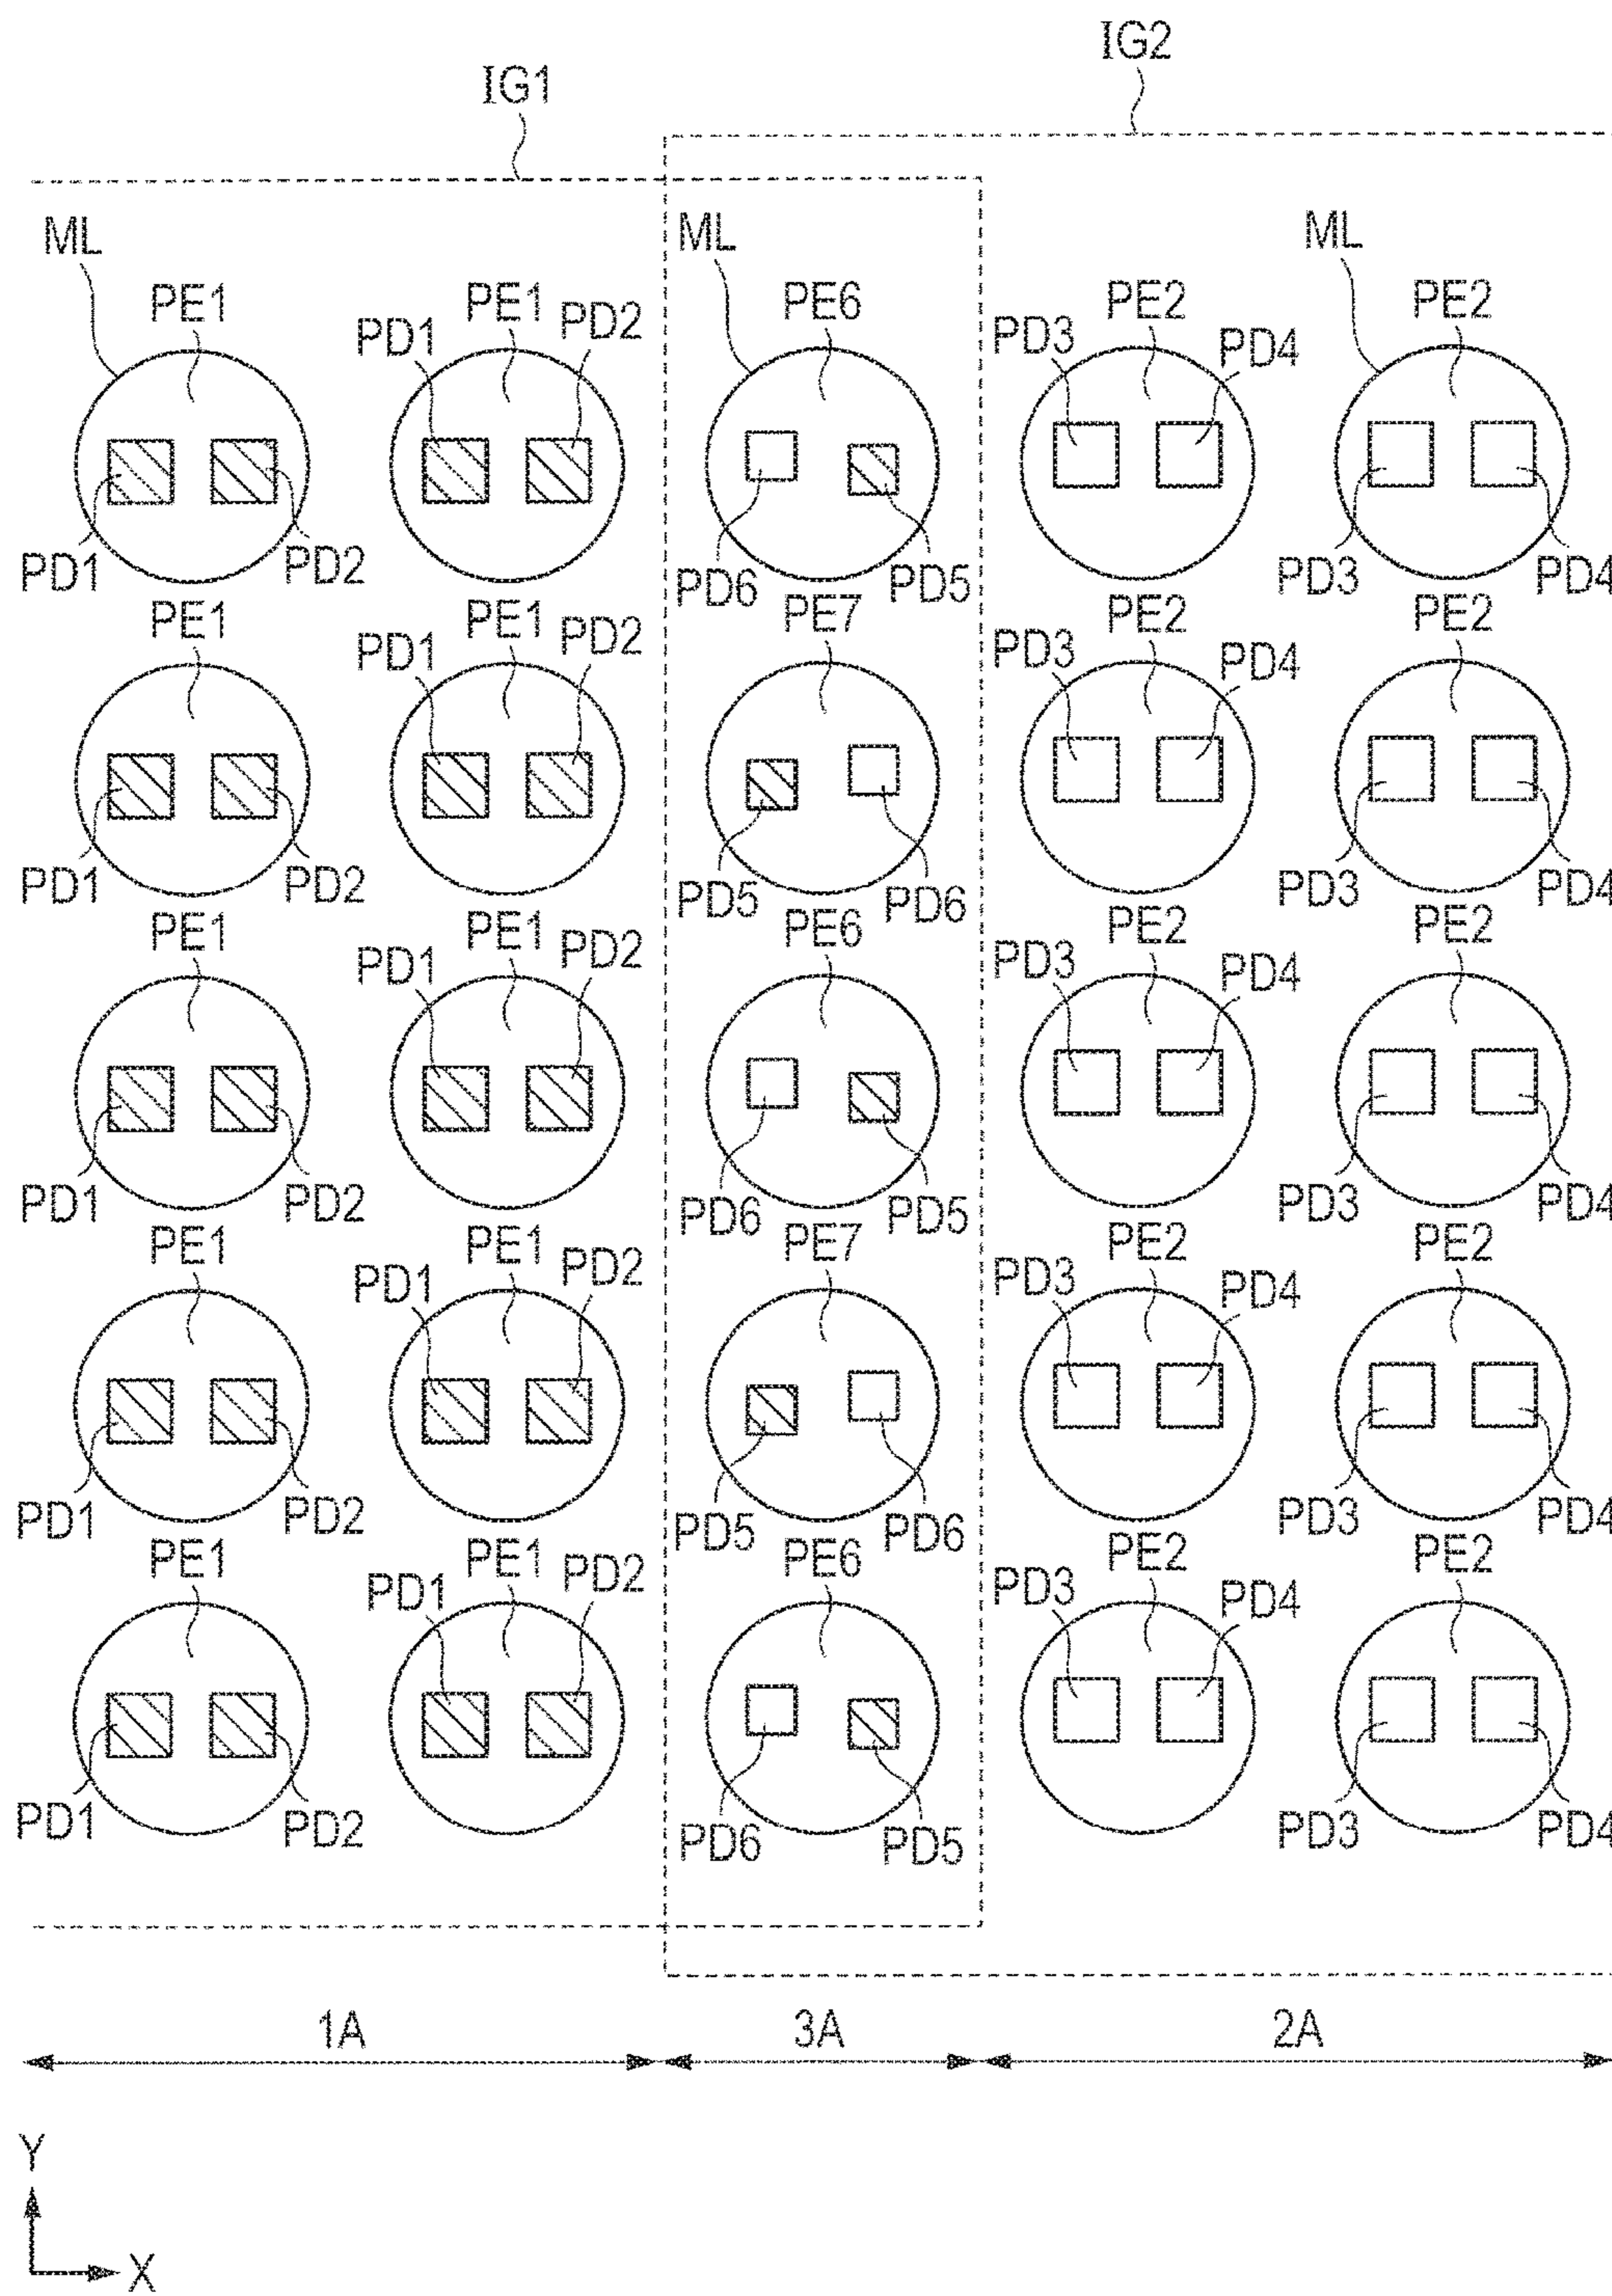 IG2
IG1
ML ML ML
PE1 PE1 PE6 PE2 PE2
PD1 PD2 PD3 PD4
PD1 PD2 PD6 PD5 PD3 PD4
PE1 PE1 PE7 PE2 PE2
PD1 PD2 PD3 PD4
PD1 PD2 PD5 PD6 PD3 PD4
PE1 PE1 PE6 PE2 PE2
PD1 PD2 PD3 PD4
PD1 PD2 PD6 PD5 PD3 PD4
PE1 PE1 PE7 PE2 PE2
PD1 PD2 PD3 PD4
PD1 PD2 PD5 PD6 PD3 PD4
PE1 PE1 PE6 PE2 PE2
PD1 PD2 PD3 PD4
PD1 PD2 PD6 PD5 PD3 PD4
1A 3A 2A
Y
X